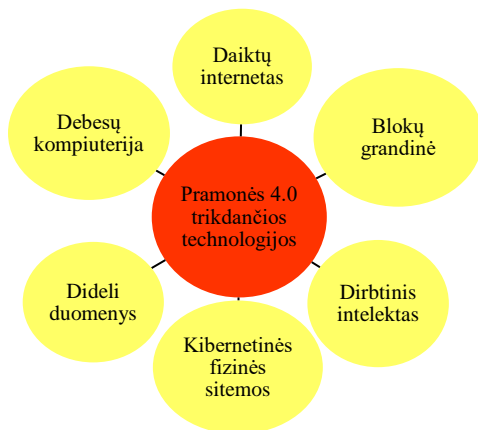 Daiktų
internetas
Debesų
kompiuterija
Blokų
grandinė
Pramonės 4.0
trikdančios
technologijos
Dideli
duomenys
Dirbtinis
intelektas
Kibernetinės
fizinės
sitemos